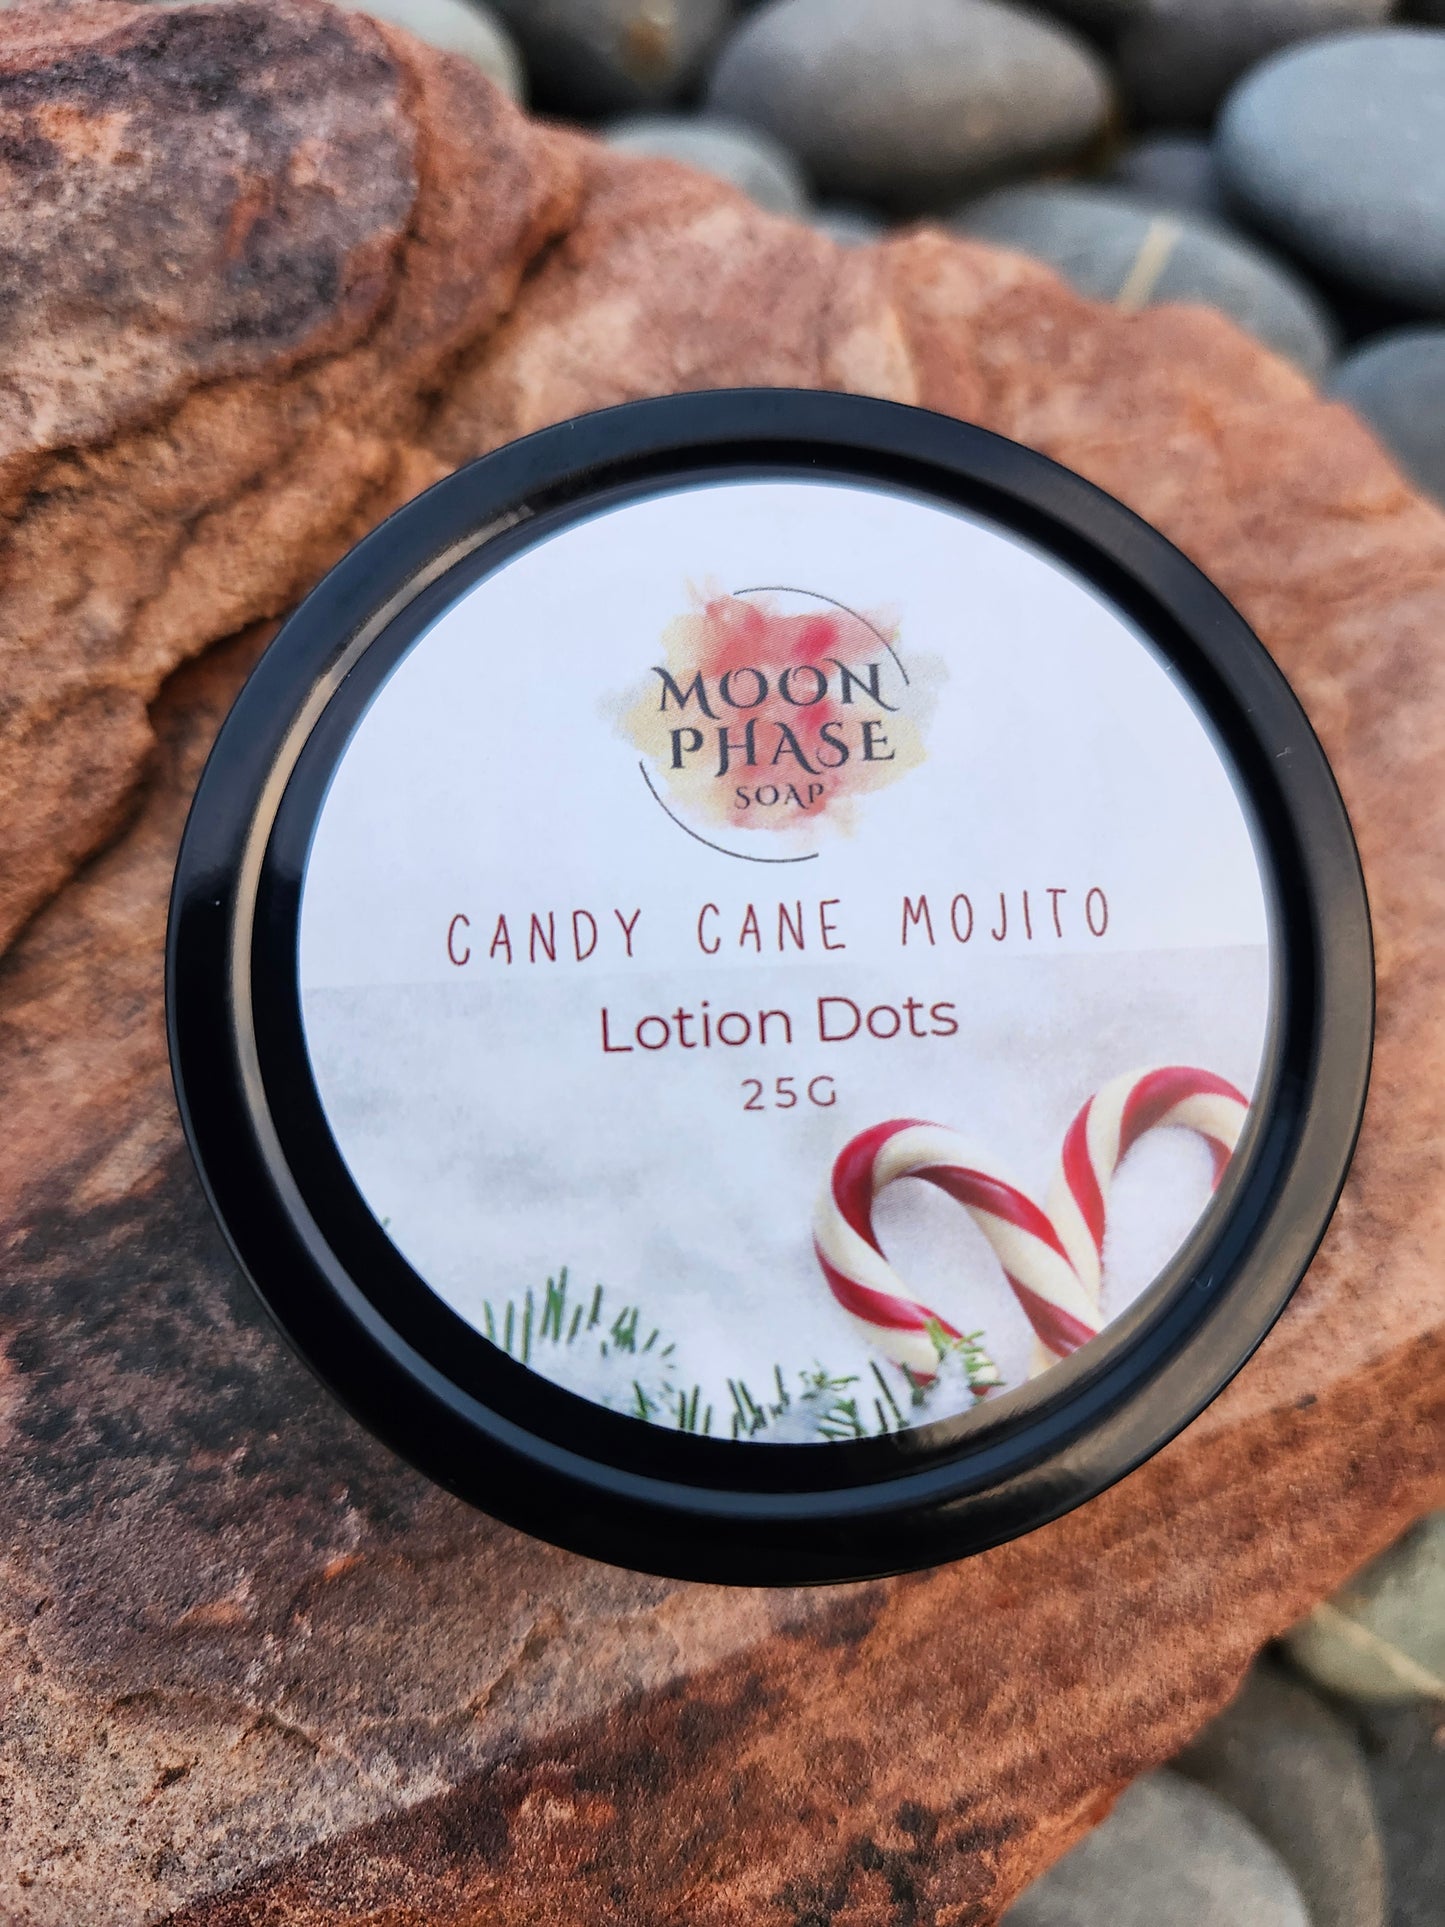 MOON
PHASE
SOAP
CANDY CANE MOJITO
Lotion Dots
25G